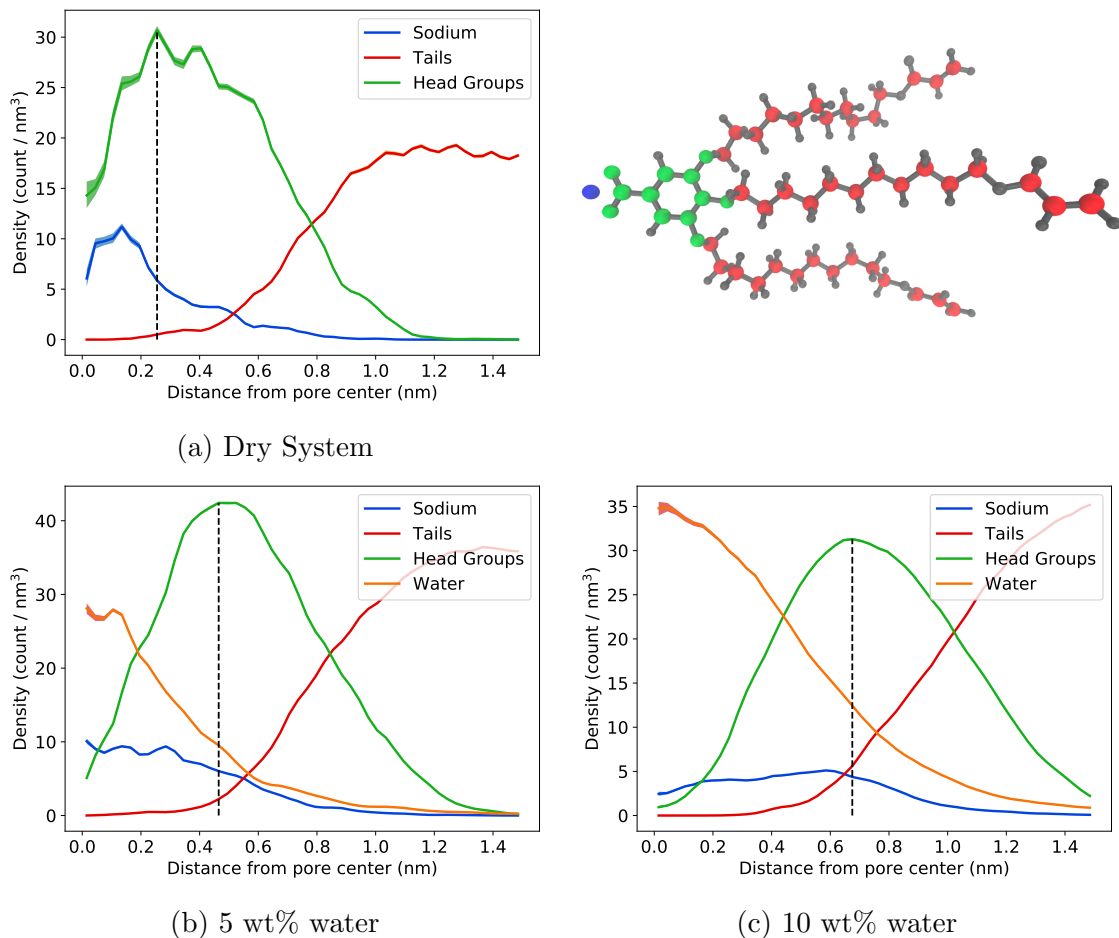 Density (count / nm³)
30
25
20
15
10
5
0
Sodium
Tails
Head Groups
0.0 0.2 0.4 0.6 0.8 1.0 1.2 1.4
Distance from pore center (nm)
(a) Dry System
Density (count / nm³)
40
30
20
10
0
Sodium
Tails
Head Groups
Water
0.0 0.2 0.4 0.6 0.8 1.0 1.2 1.4
Distance from pore center (nm)
(b) 5 wt% water
Density (count / nm³)
35
30
25
20
15
10
5
0
Sodium
Tails
Head Groups
Water
0.0 0.2 0.4 0.6 0.8 1.0 1.2 1.4
Distance from pore center (nm)
(c) 10 wt% water